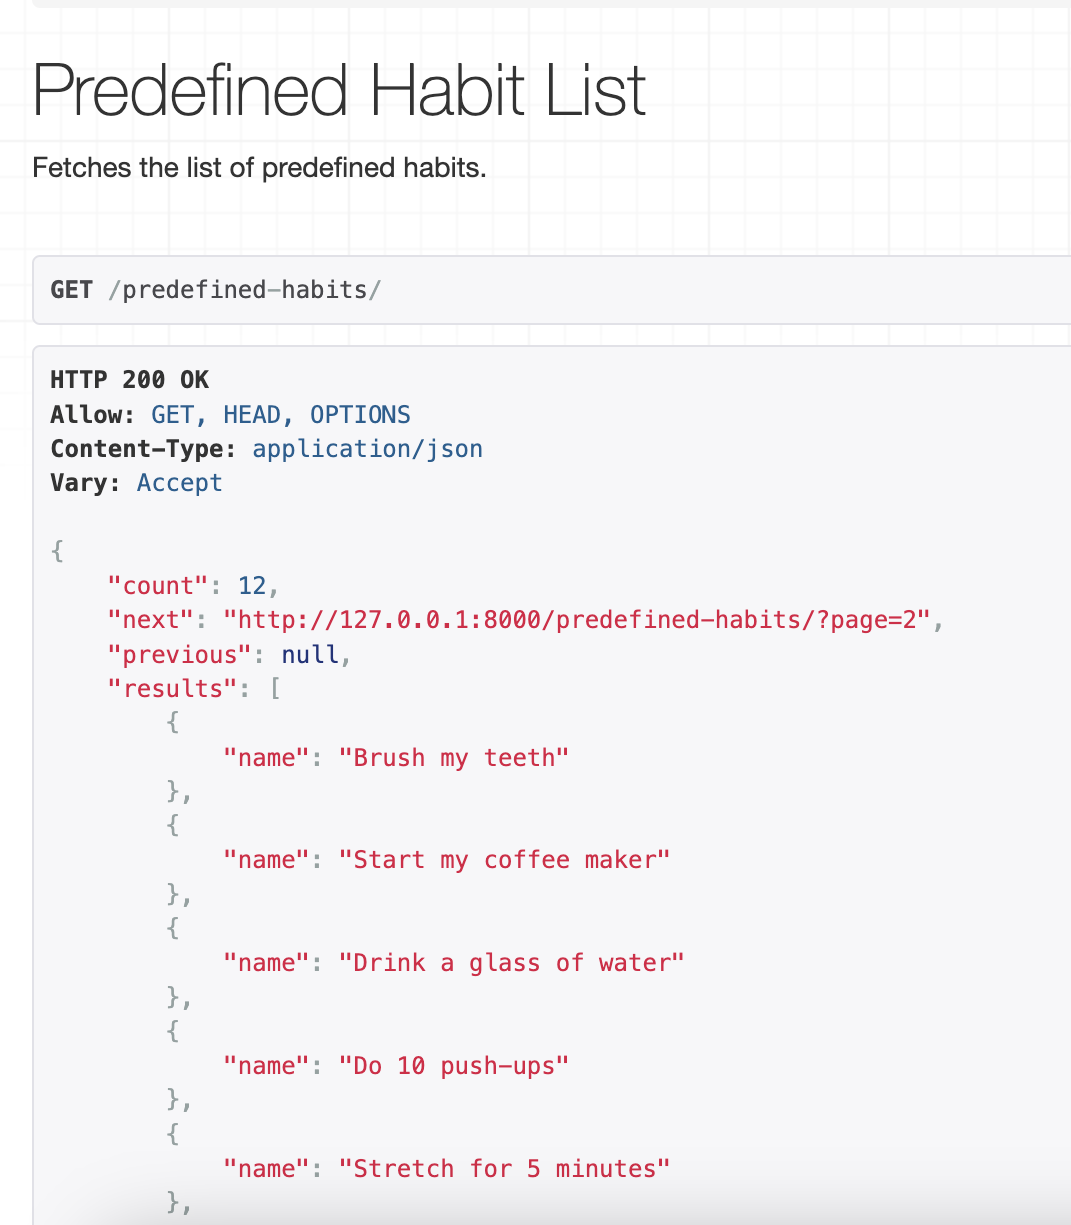 Predefined Habit List
Fetches the list of predefined habits.
GET /predefined-habits/
HTTP 200 OK
Allow: GET, HEAD, OPTIONS
Content-Type: application/json
Vary: Accept
{
"count": 12,
"next": "http://127.0.0.1:8000/predefined-habits/?page=2",
"previous": null,
"results": [
{
"name": "Brush my teeth"
},
{
"name": "Start my coffee maker"
},
{
"name": "Drink a glass of water"
},
{
"name": "Do 10 push-ups"
},
{
"name": "Stretch for 5 minutes"
},